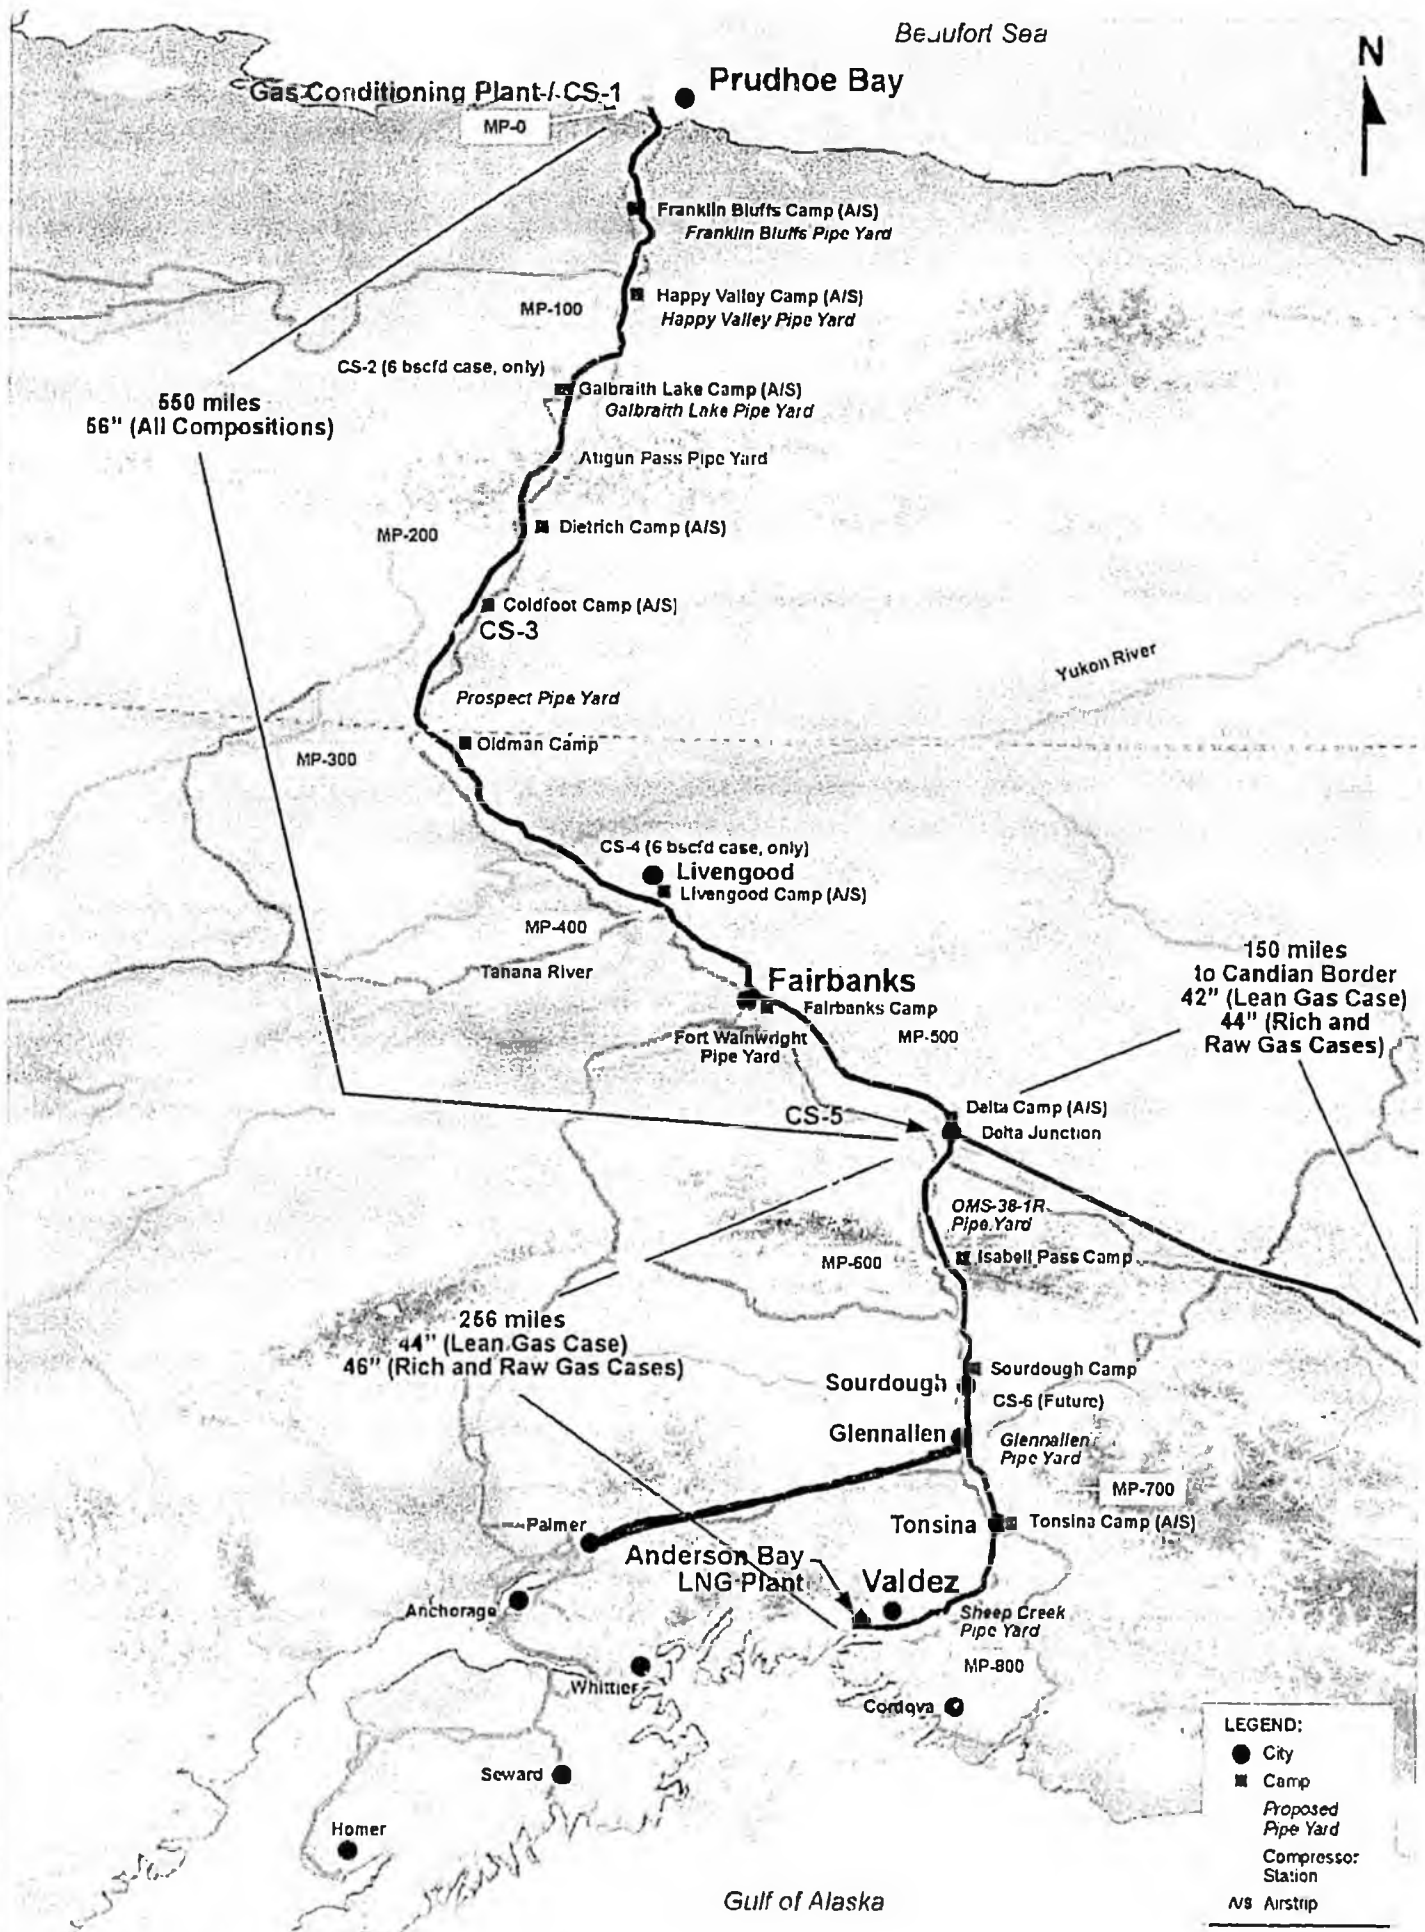 Beaufort Sea
N
Prudhoe Bay
Gas Conditioning Plant / CS-1
MP-0
Franklin Bluffs Camp (A/S)
Franklin Bluffs Pipe Yard
Happy Valley Camp (A/S)
MP-100
Happy Valley Pipe Yard
CS-2 (6 bscfd case, only)
Galbraith Lake Camp (A/S)
Galbraith Lake Pipe Yard
550 miles
56" (All Compositions)
Atigun Pass Pipe Yard
MP-200
Dietrich Camp (A/S)
Coldfoot Camp (A/S)
CS-3
Yukon River
Prospect Pipe Yard
Oldman Camp
MP-300
CS-4 (6 bscfd case, only)
Livengood
Livengood Camp (A/S)
MP-400
Tanana River
150 miles
to Candian Border
42" (Lean Gas Case)
44" (Rich and
Raw Gas Cases)
Fairbanks
Fairbanks Camp
Fort Wainwright
Pipe Yard
MP-500
Delta Camp (A/S)
CS-5
Delta Junction
OMS-38-1R
Pipe Yard
MP-600
Isabell Pass Camp
256 miles
44" (Lean Gas Case)
46" (Rich and Raw Gas Cases)
Sourdough Camp
Sourdough
CS-6 (Future)
Glennallen
Glennallen
Pipe Yard
MP-700
Palmer
Tonsina
Tonsina Camp (A/S)
Anderson Bay
LNG Plant
Valdez
Anchorage
Sheep Creek
Pipe Yard
MP-800
Whittier
Cordova
Seward
Homer
Gulf of Alaska
LEGEND:
City
Camp
Proposed
Pipe Yard
Compressor
Station
A/S Airstrip